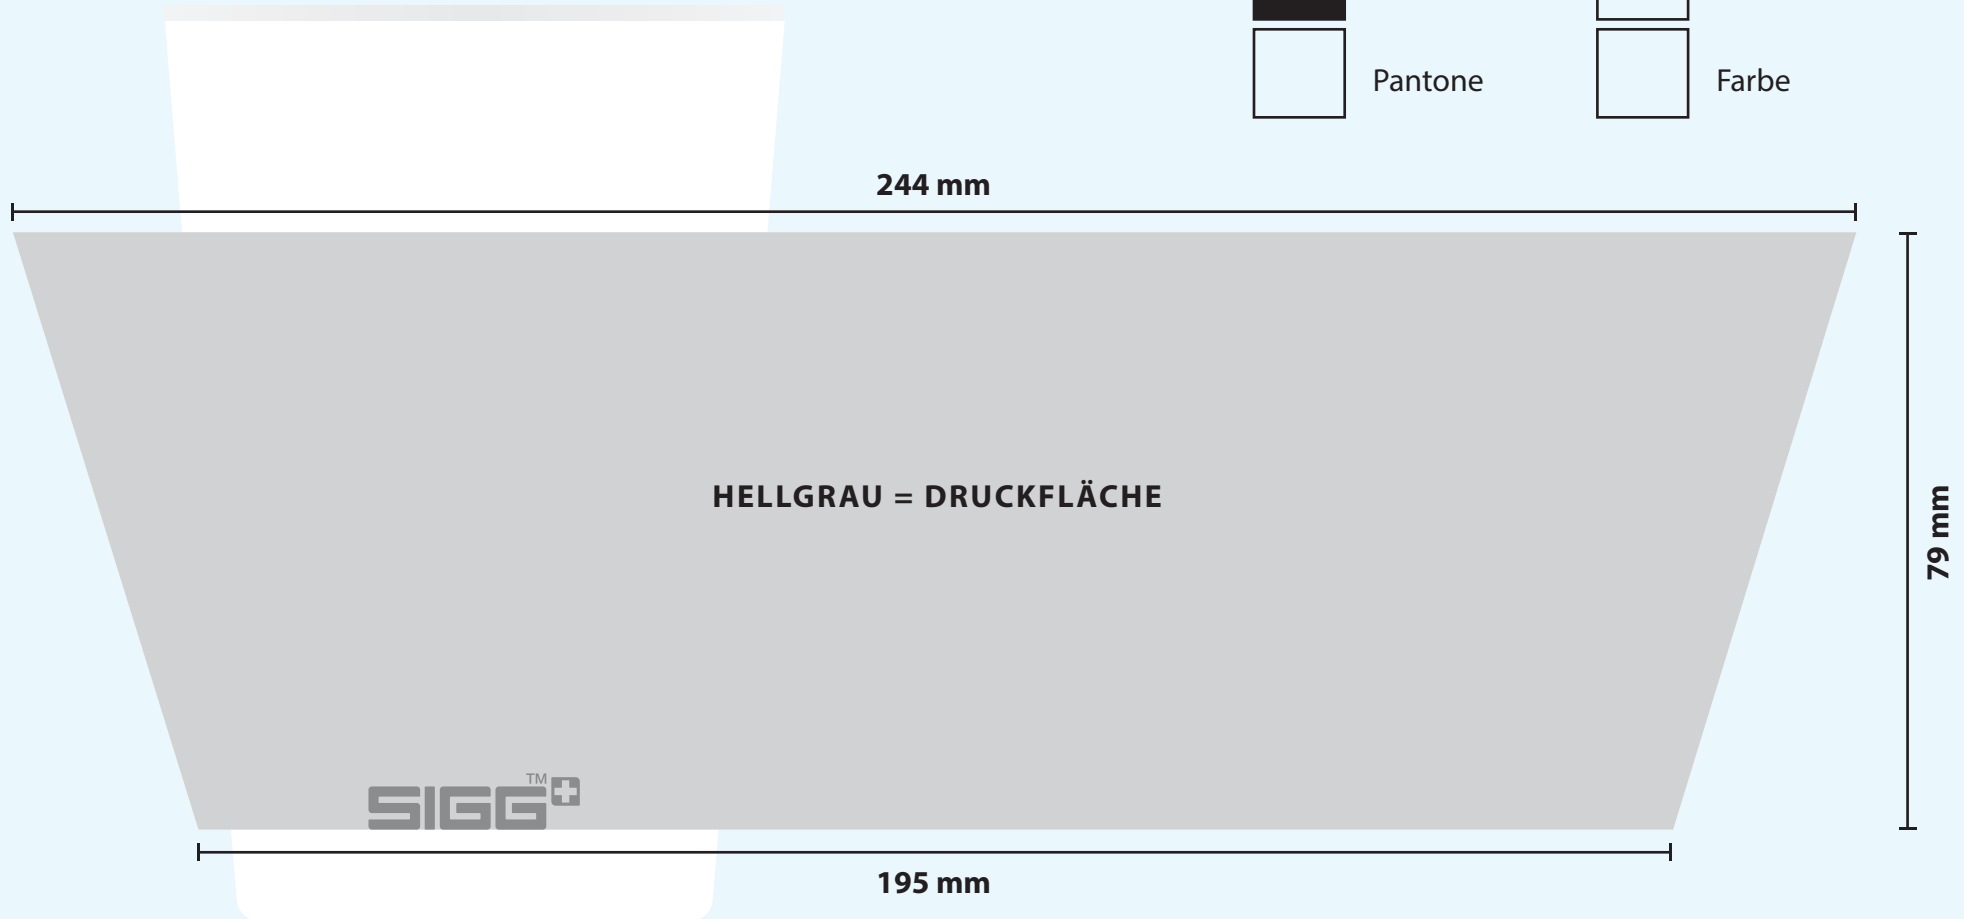 Pantone
Farbe
244 mm
HELLGRAU = DRUCKFLÄCHE
79 mm
SIGG™
195 mm